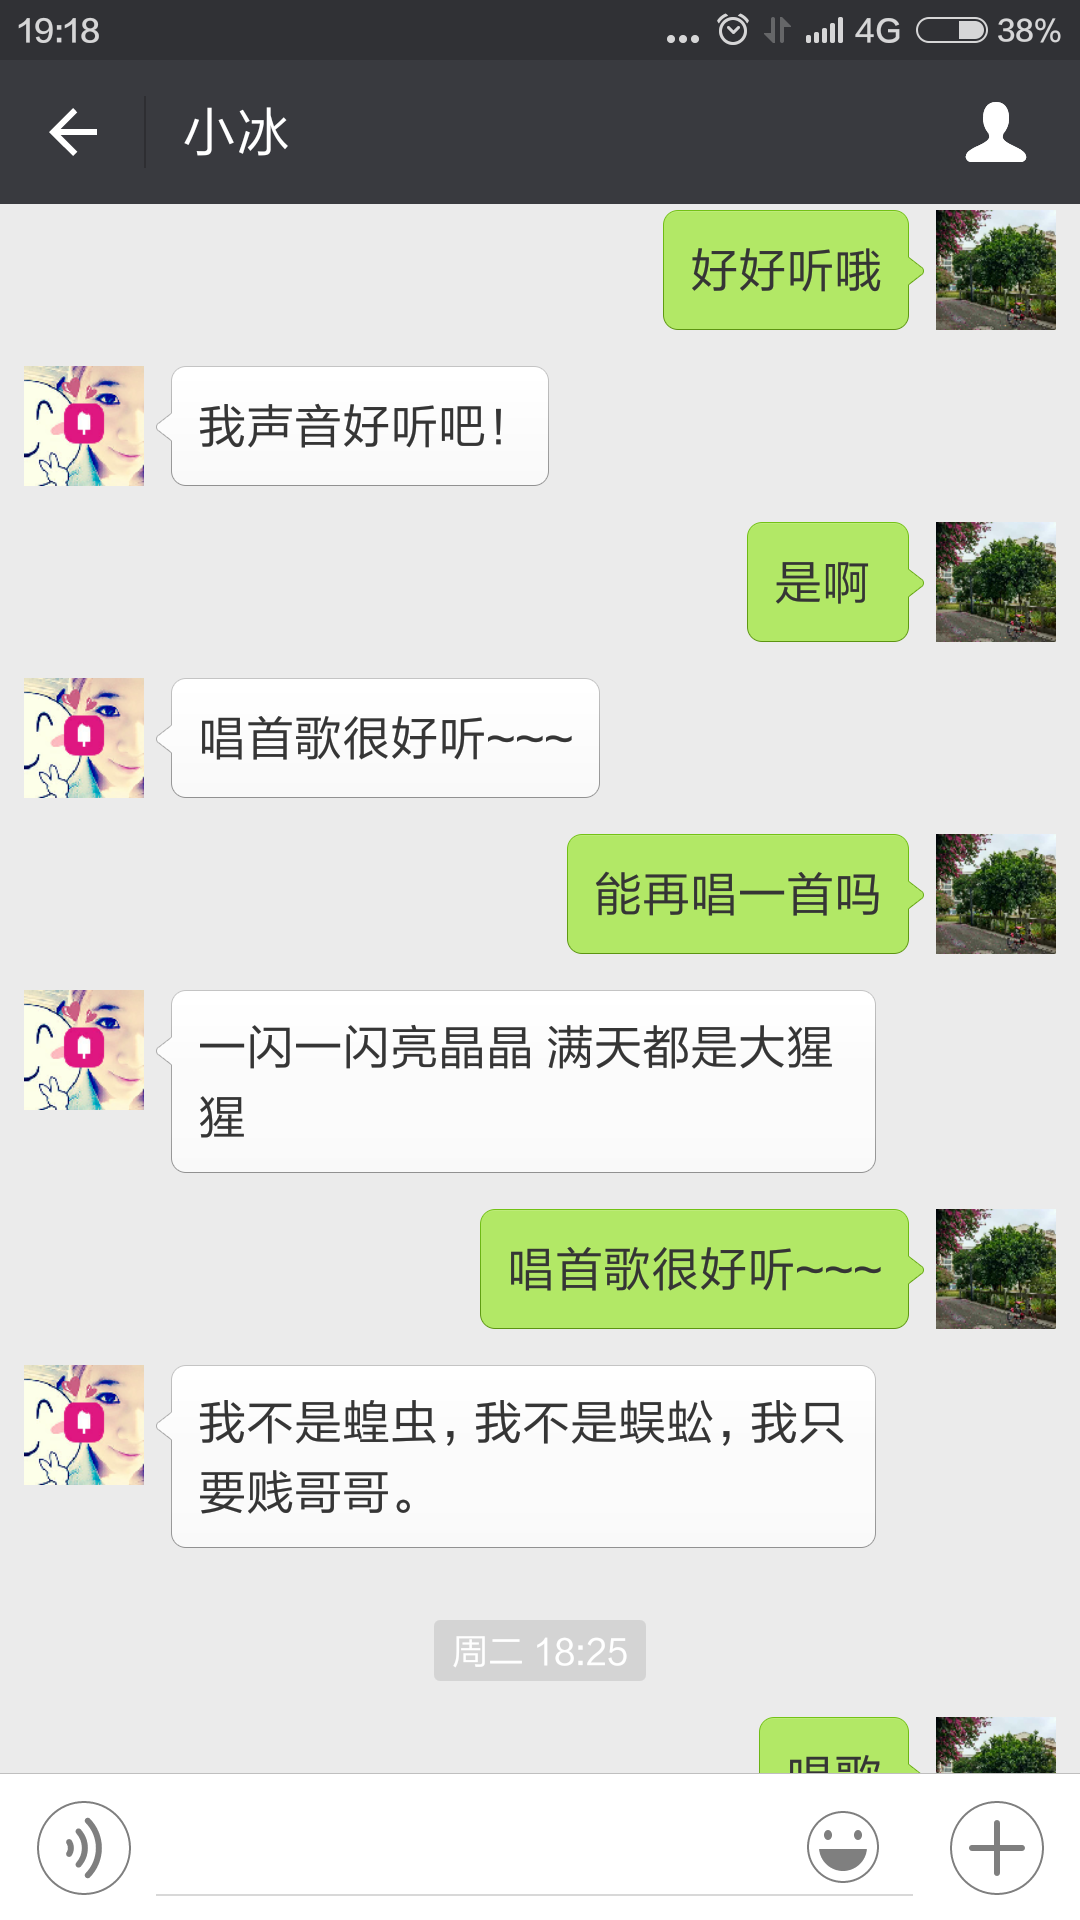 19:18
4G
38%
小冰
好好听哦
我声音好听吧！
是啊
唱首歌很好听~~~
能再唱一首吗
一闪一闪亮晶晶 满天都是大猩
猩
唱首歌很好听~~~
我不是蝗虫，我不是蜈蚣，我只
要贱哥哥。
周二 18:25
唱歌